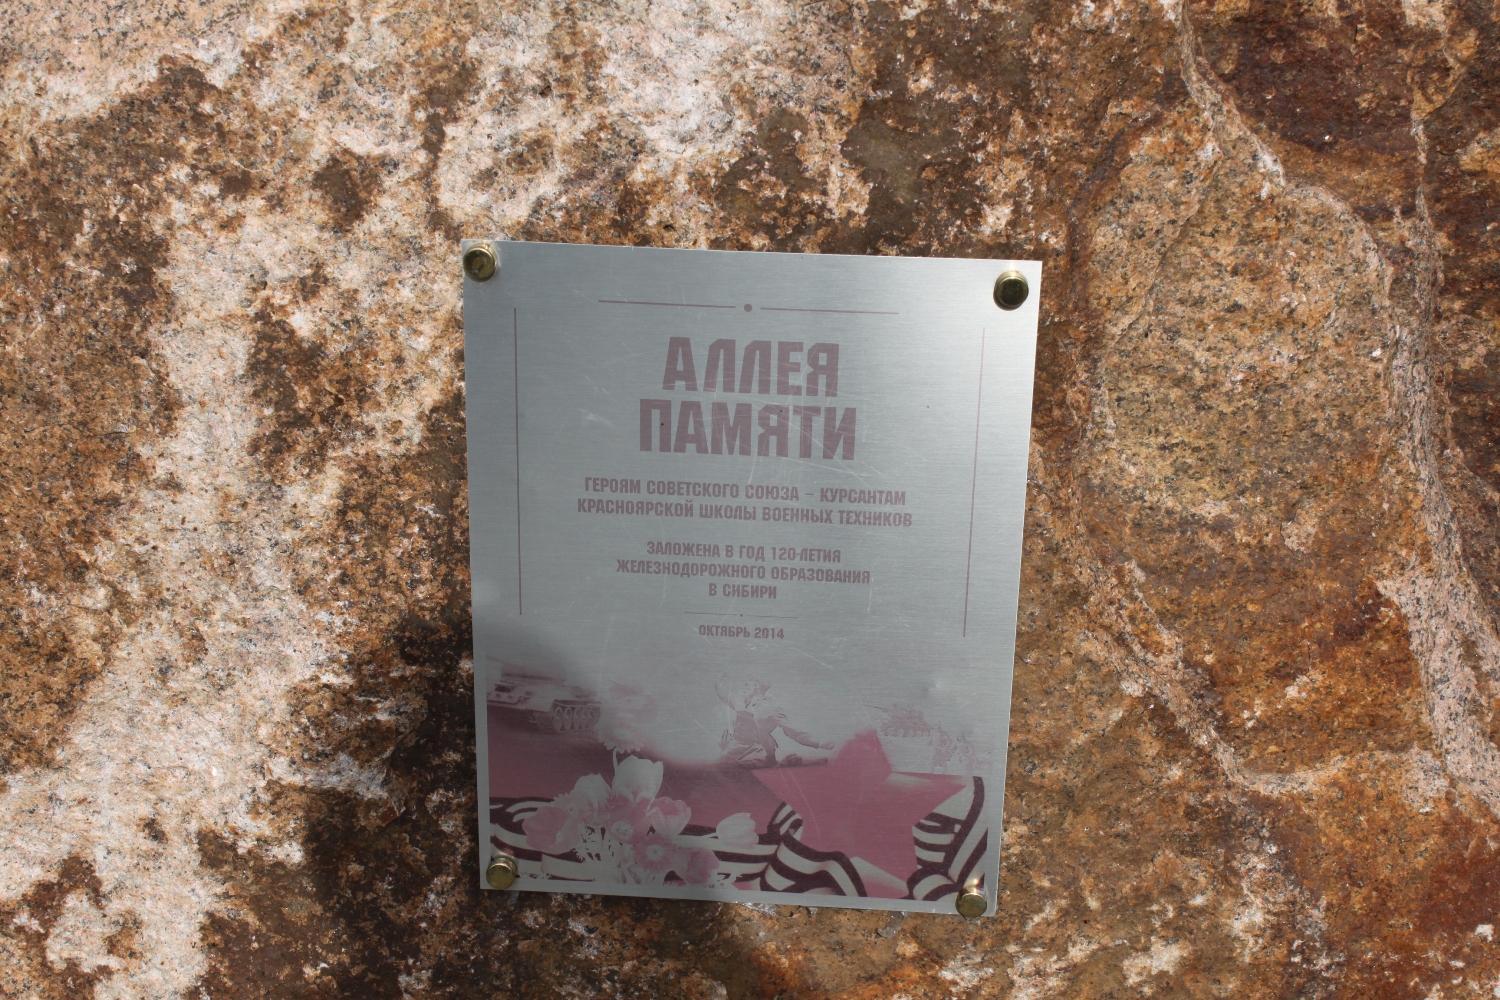 АЛЛЕЯ
ПАМЯТИ
ГЕРОЯМ СОВЕТСКОГО СОЮЗА – КУРСАНТАМ
КРАСНОЯРСКОЙ ШКОЛЫ ВОЕННЫХ ТЕХНИКОВ
ЗАЛОЖЕНА В ГОД 120-ЛЕТИЯ
ЖЕЛЕЗНОДОРОЖНОГО ОБРАЗОВАНИЯ
В СИБИРИ
ОКТЯБРЬ 2014